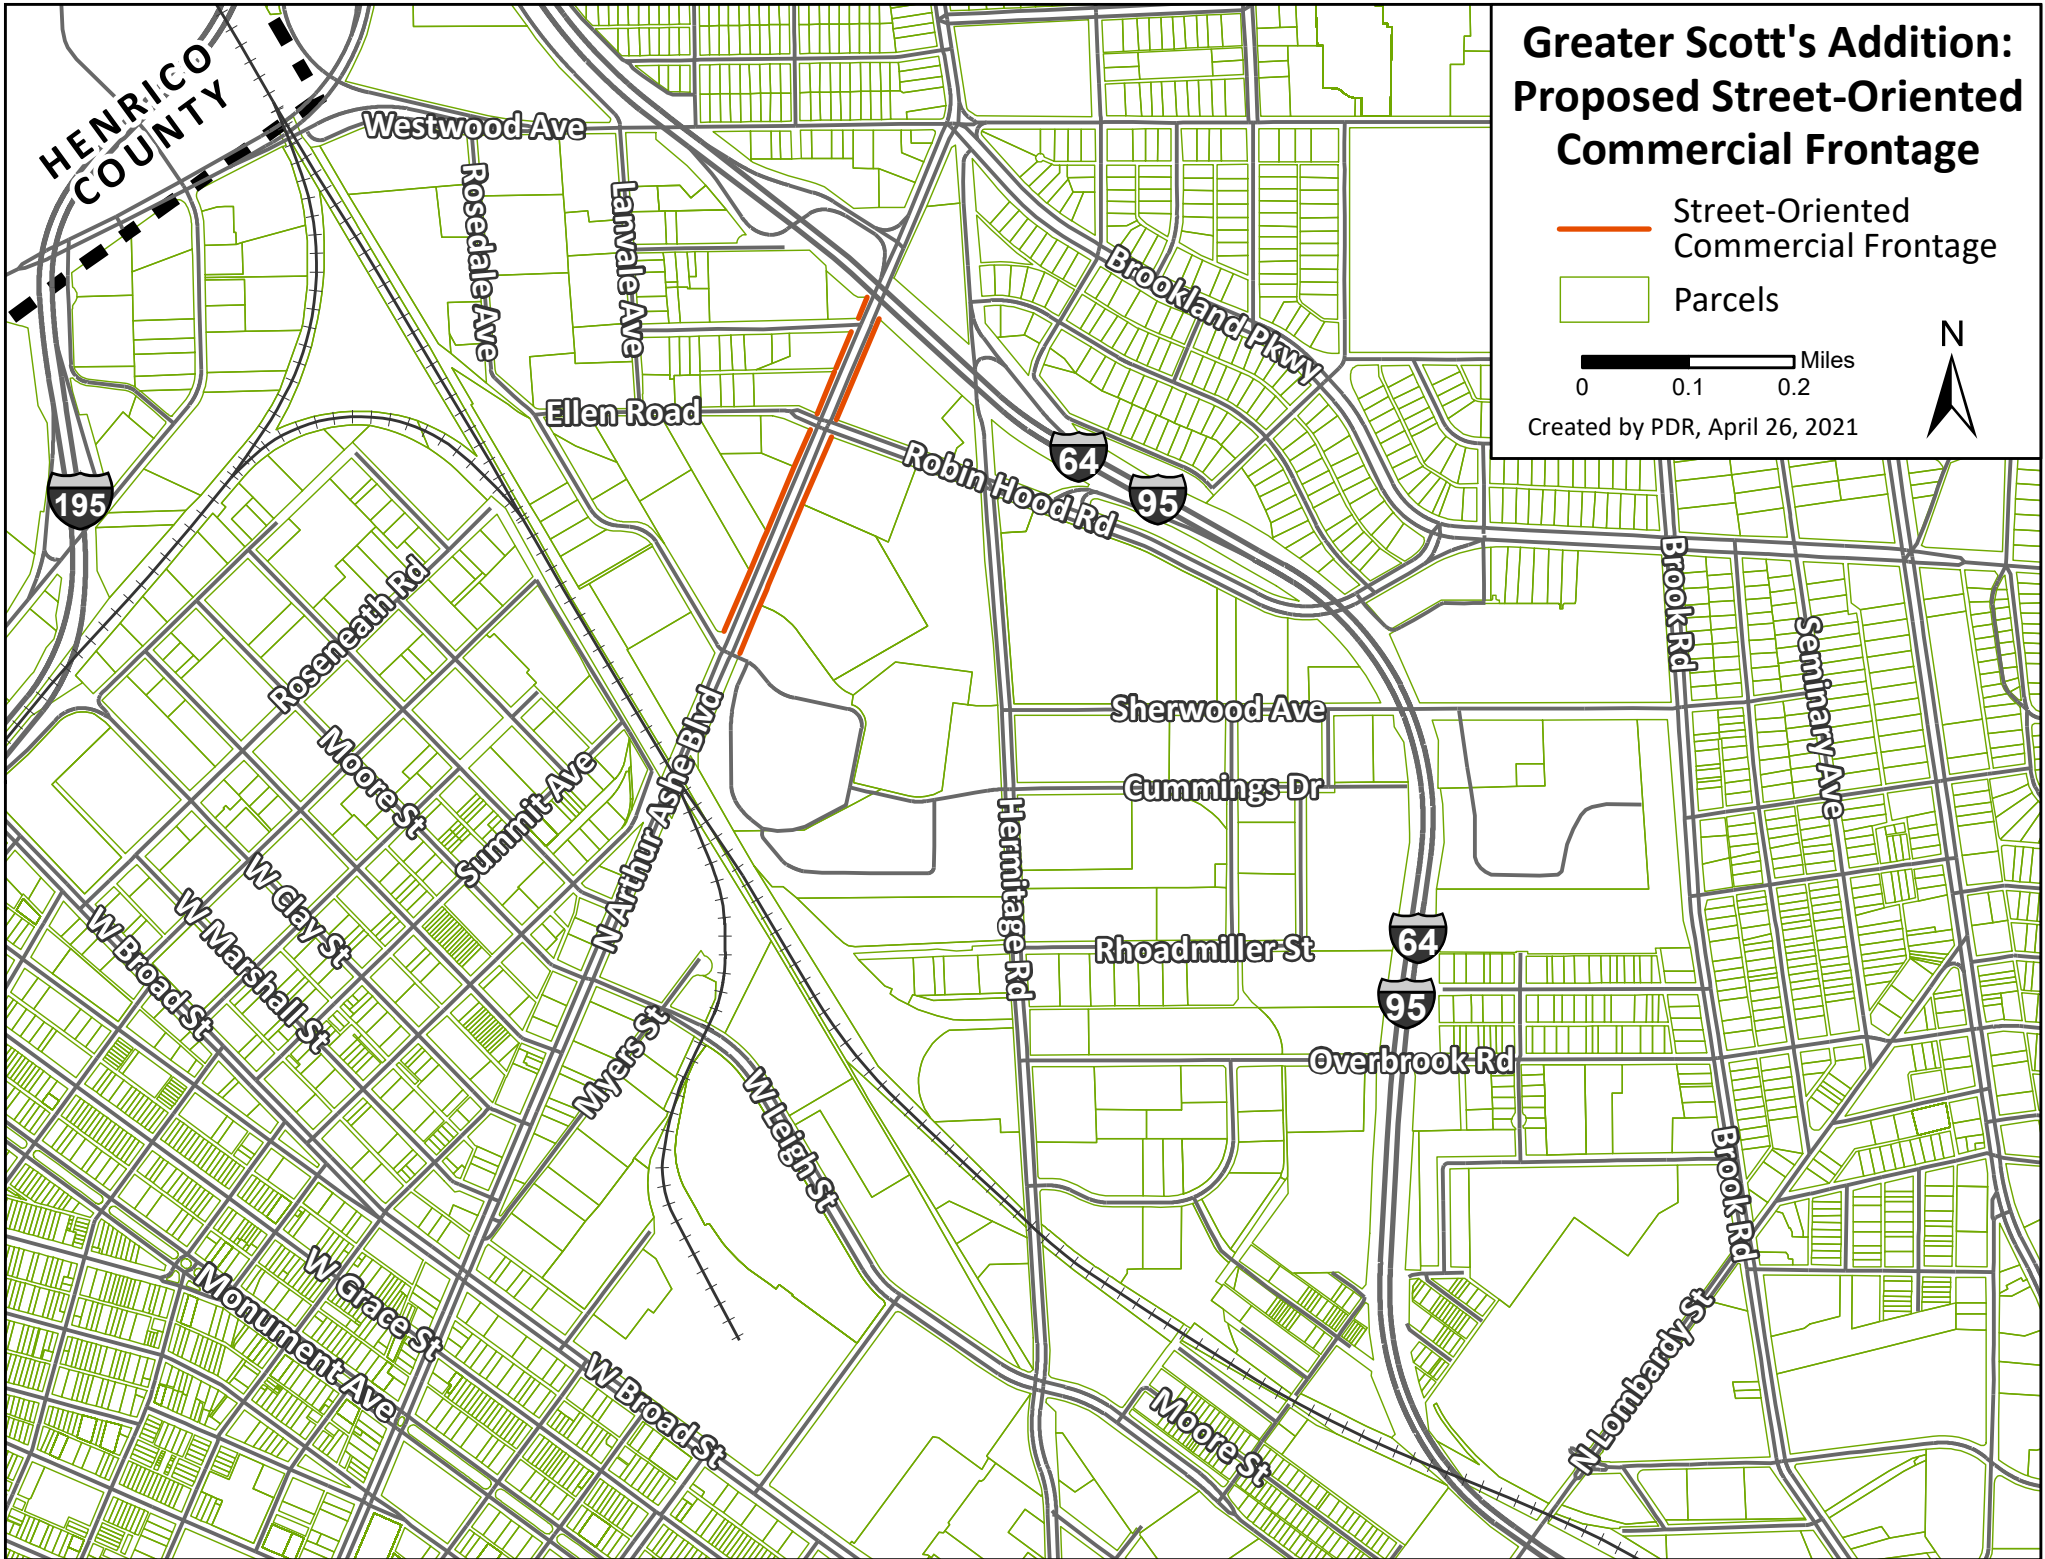 Greater Scott's Addition:
Proposed Street-Oriented
Commercial Frontage
Street-Oriented
Commercial Frontage
Parcels
N
Miles
0 0.1 0.2
Created by PDR, April 26, 2021
HENRICO
COUNTY
Westwood Ave
Rosedale Ave
Lanvale Ave
Brookland Pkwy
Ellen Road
Robin Hood Rd
64
95
195
Roseneath Rd
Brook Rd
Seminary Ave
Sherwood Ave
Moore St
Summit Ave
N Arthur Ashe Blvd
Cummings Dr
Hermitage Rd
W Clay St
W Marshall St
W Broad St
Rhoadmiller St
64
95
Myers St
Overbrook Rd
W Leigh St
Brook Rd
W Grace St
Monument Ave
W Broad St
Moore St
N Lombardy St